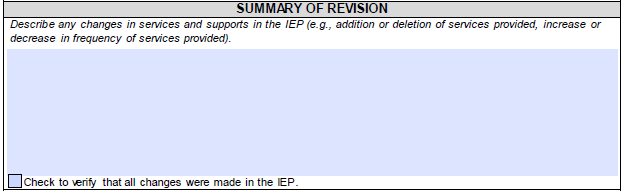 SUMMARY OF REVISION
Describe any changes in services and supports in the IEP (e.g., addition or deletion of services provided, increase or
decrease in frequency of services provided).
Check to verify that all changes were made in the IEP.